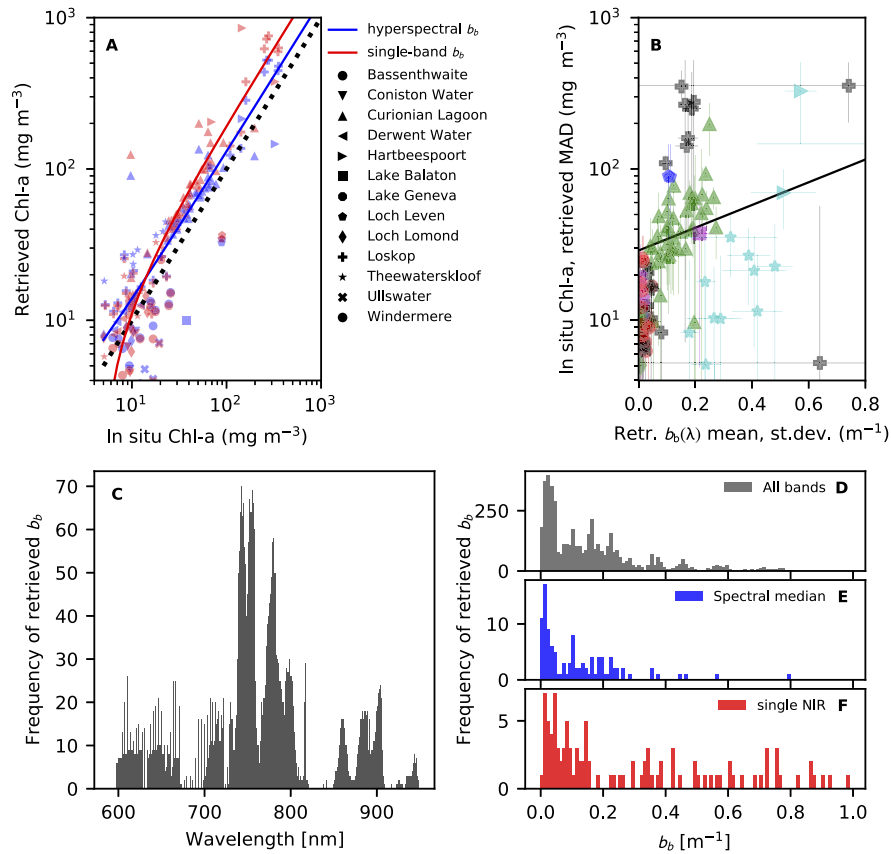 A
Retrieved Chl-a (mg m⁻³)
10³
10²
10¹
10¹ 10² 10³
In situ Chl-a (mg m⁻³)
hyperspectral b_b
single-band b_b
Bassenthwaite
Coniston Water
Curionian Lagoon
Derwent Water
Hartbeespoort
Lake Balaton
Lake Geneva
Loch Leven
Loch Lomond
Loskop
Theewaterskloof
Ullswater
Windermere
B
In situ Chl-a, retrieved MAD (mg m⁻³)
10³
10²
10¹
0.0 0.2 0.4 0.6 0.8
Retr. b_b(λ) mean, st.dev. (m⁻¹)
C
Frequency of retrieved b_b
70
60
50
40
30
20
10
0
600 700 800 900
Wavelength [nm]
Frequency of retrieved b_b
All bands D
250
0
Spectral median E
10
0
single NIR F
5
0
0.0 0.2 0.4 0.6 0.8 1.0
b_b [m⁻¹]